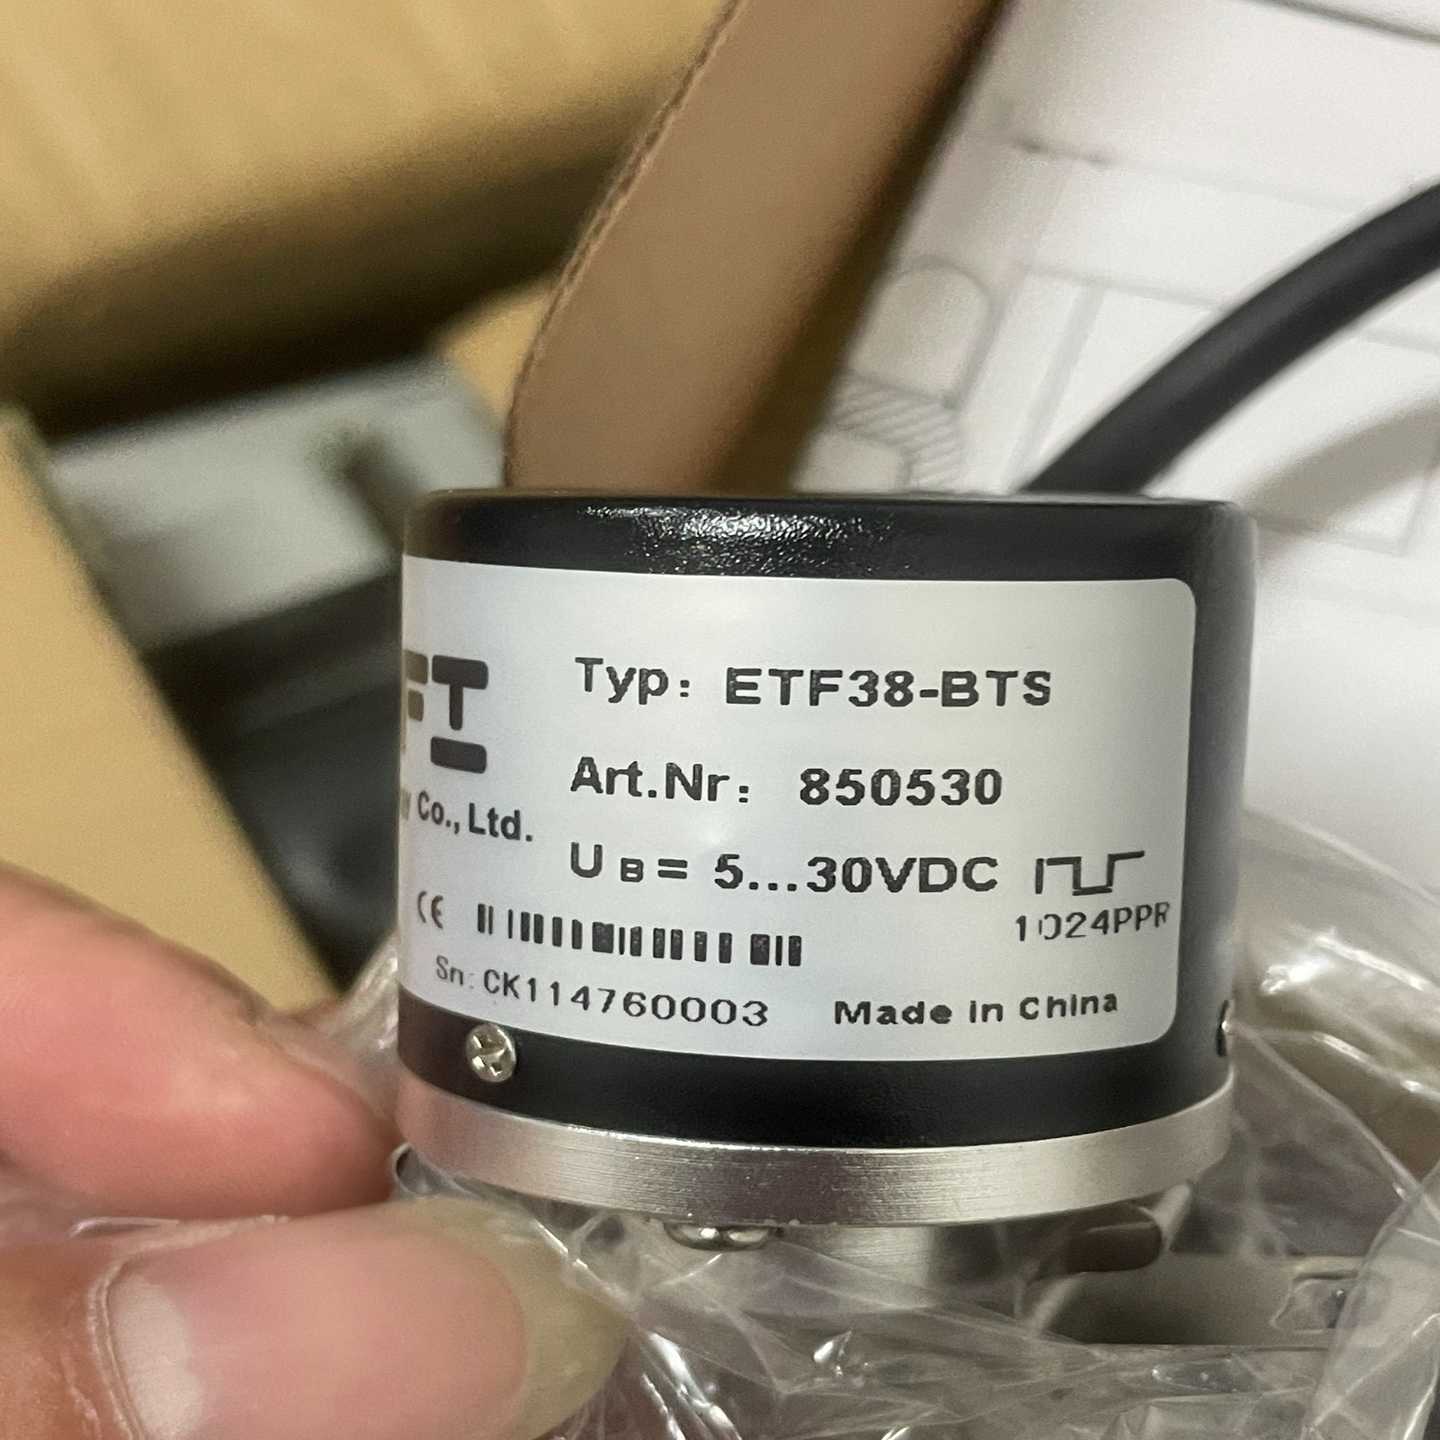 Typ: ETF38-BTS
Art.Nr: 850530
Co., Ltd.
UB= 5...30VDC
1024PPR
CE
Sn: CK114760003
Made in China